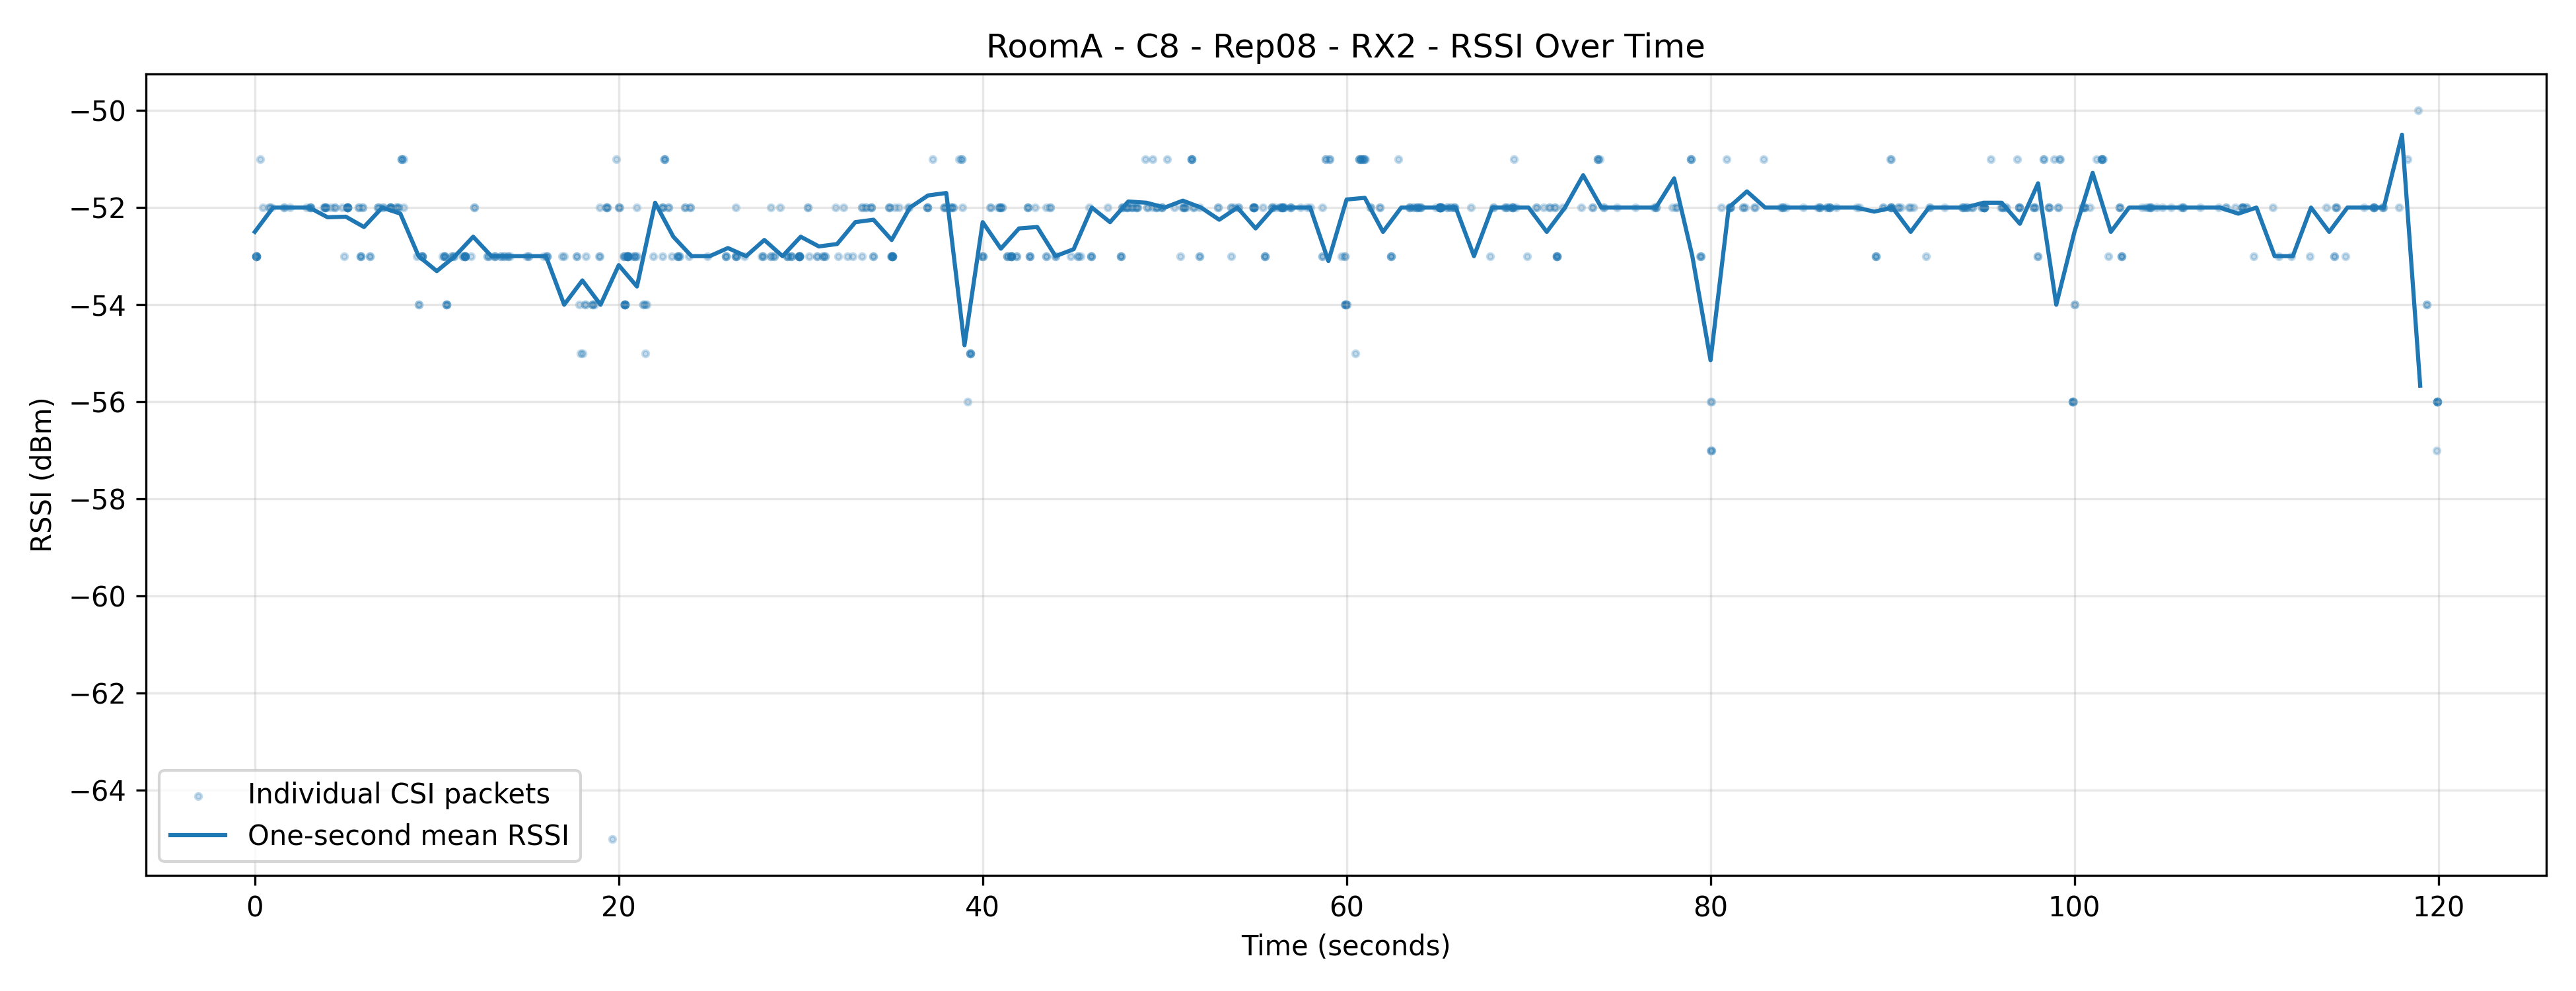 RoomA - C8 - Rep08 - RX2 - RSSI Over Time
−50
−52
−54
−56
−58
−60
−62
−64
RSSI (dBm)
Individual CSI packets
One-second mean RSSI
0 20 40 60 80 100 120
Time (seconds)